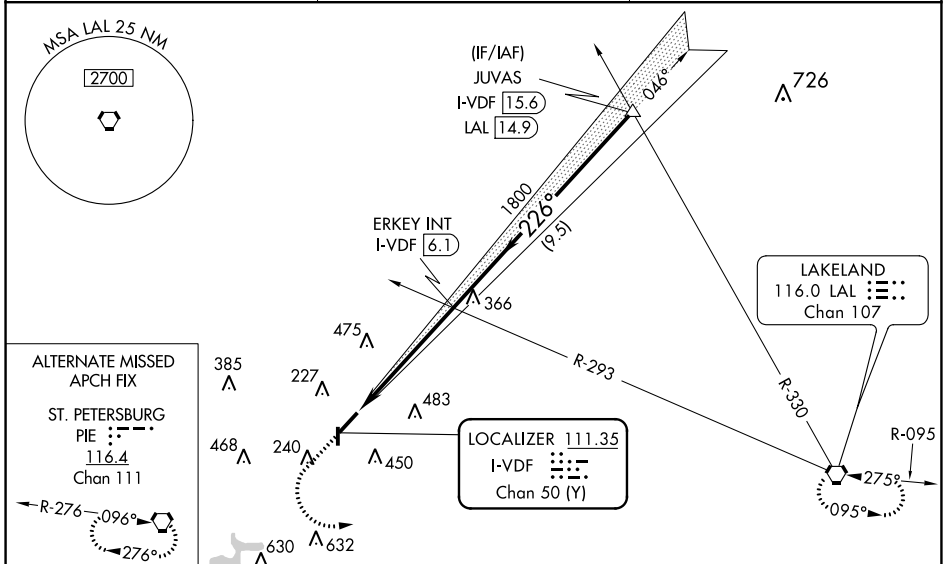 MSA LAL 25 NM
2700
(IF/IAF)
JUVAS
I-VDF 15.6
LAL 14.9
046°
726
1800
226°
(9.5)
ERKEY INT
I-VDF 6.1
366
LAKELAND
116.0 LAL
Chan 107
475
R-293
R-330
ALTERNATE MISSED
APCH FIX
ST. PETERSBURG
PIE
116.4
Chan 111
R-276
096°
276°
385
227
483
468
240
450
LOCALIZER 111.35
I-VDF
Chan 50 (Y)
R-095
275°
095°
630
632